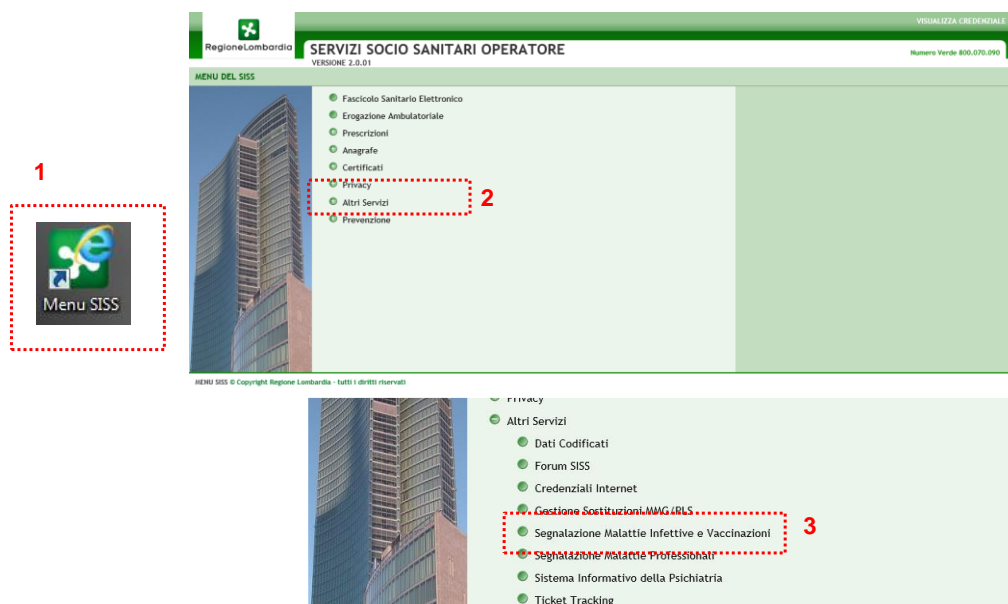 VISUALIZZA CREDENZIALE
RegioneLombardia
SERVIZI SOCIO SANITARI OPERATORE
VERSIONE 2.0.01
Numero Verde 800.070.090
MENU DEL SISS
Fascicolo Sanitario Elettronico
Erogazione Ambulatoriale
Prescrizioni
Anagrafe
Certificati
Privacy
Altri Servizi
Prevenzione
1
2
Menu SISS
MENU SISS © Copyright Regione Lombardia - tutti i diritti riservati
Privacy
Altri Servizi
Dati Codificati
Forum SISS
Credenziali Internet
Gestione Sostituzioni MMG/PLS
Segnalazione Malattie Infettive e Vaccinazioni
3
Segnalazione Malattie Professionali
Sistema Informativo della Psichiatria
Ticket Tracking